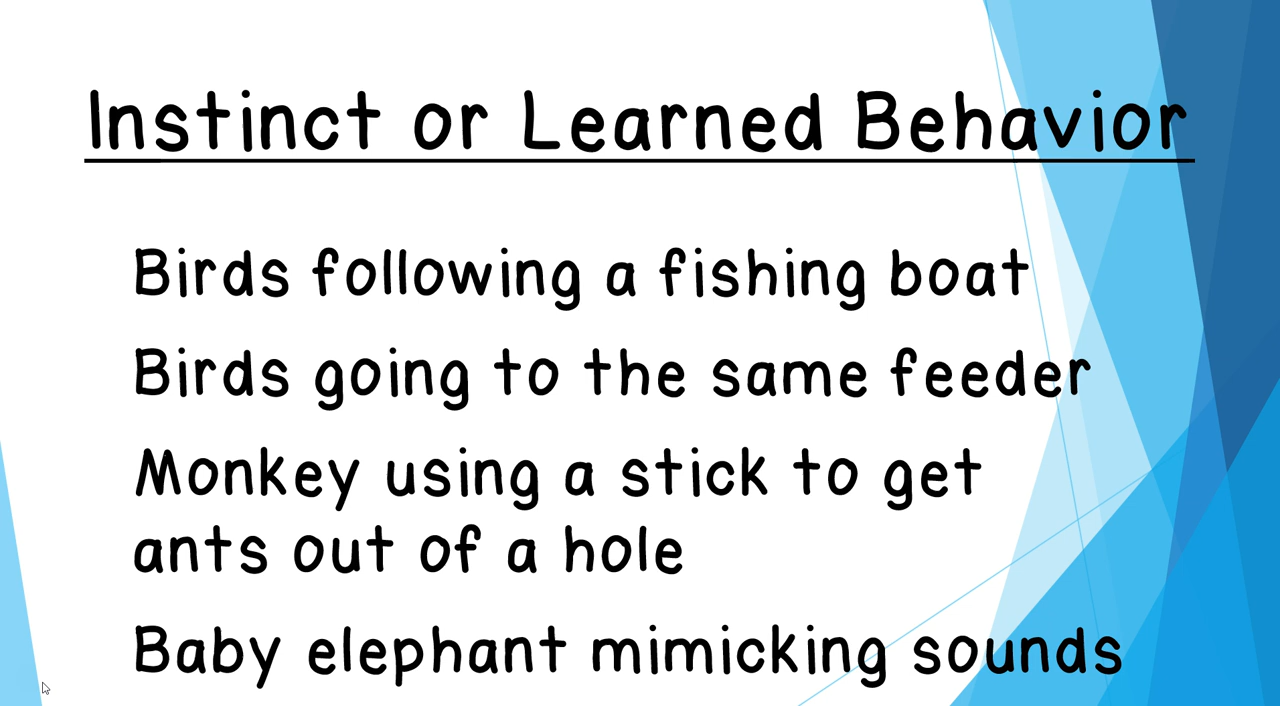 Instinct or Learned Behavior
Birds following a fishing boat
Birds going to the same feeder
Monkey using a stick to get
ants out of a hole
Baby elephant mimicking sounds